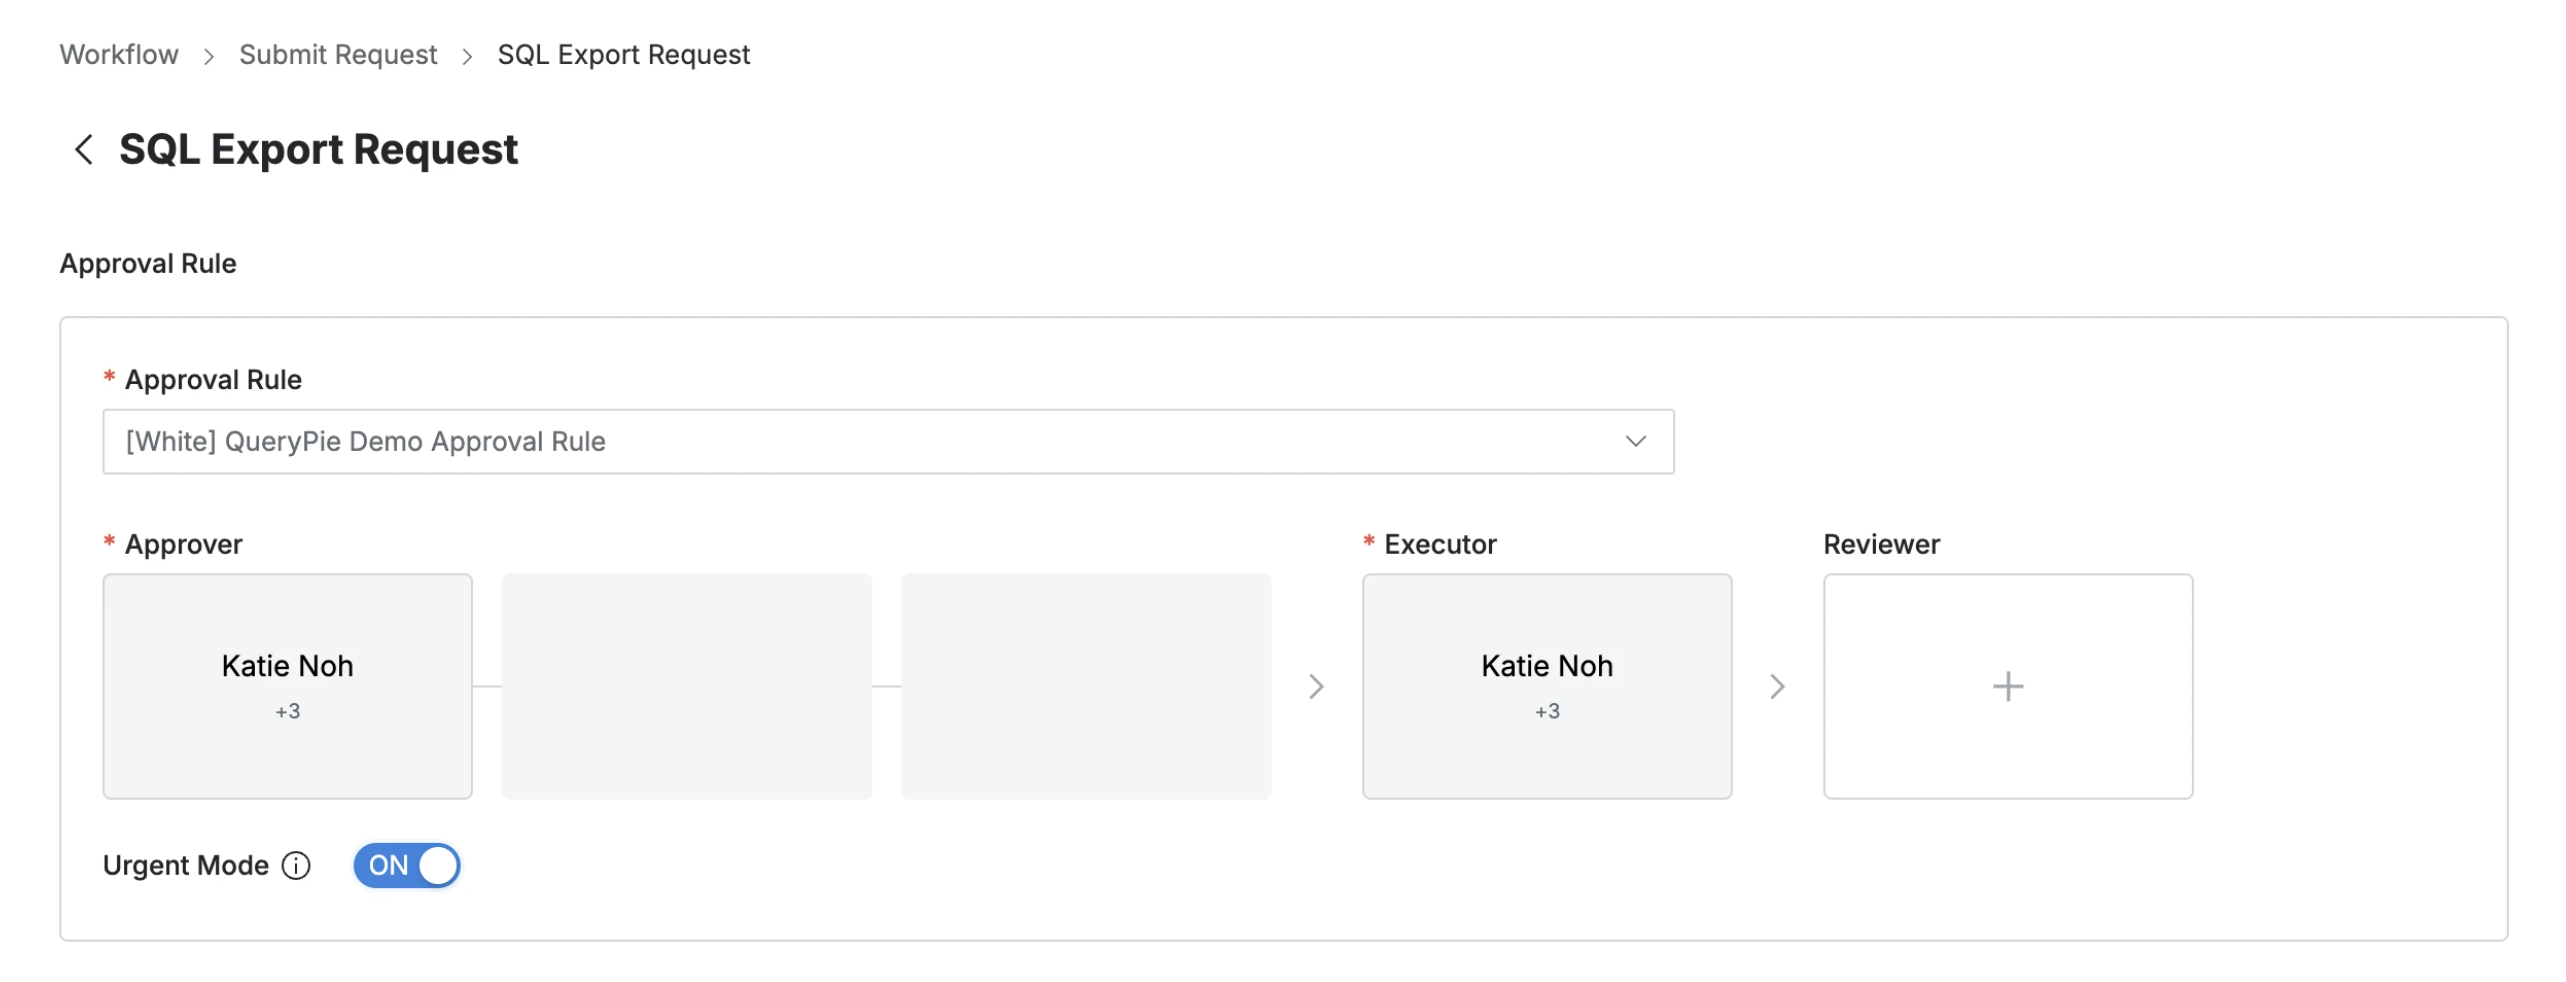 Workflow > Submit Request > SQL Export Request
SQL Export Request
Approval Rule
* Approval Rule
[White] QueryPie Demo Approval Rule
* Approver
* Executor
Reviewer
Katie Noh
+3
Katie Noh
+3
Urgent Mode
ON